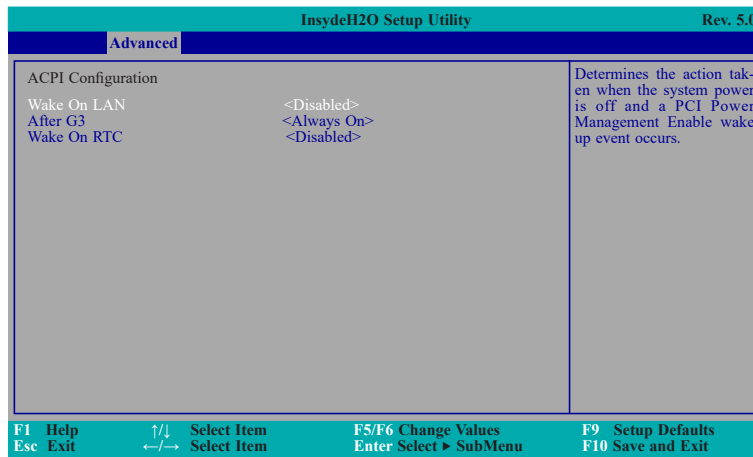 InsydeH2O Setup Utility Rev. 5.0
Advanced
ACPI Configuration
Wake On LAN <Disabled>
After G3 <Always On>
Wake On RTC <Disabled>
Determines the action tak-
en when the system power
is off and a PCI Power
Management Enable wake
up event occurs.
F1 Help ↑/↓ Select Item F5/F6 Change Values F9 Setup Defaults
Esc Exit ←/→ Select Item Enter Select ► SubMenu F10 Save and Exit